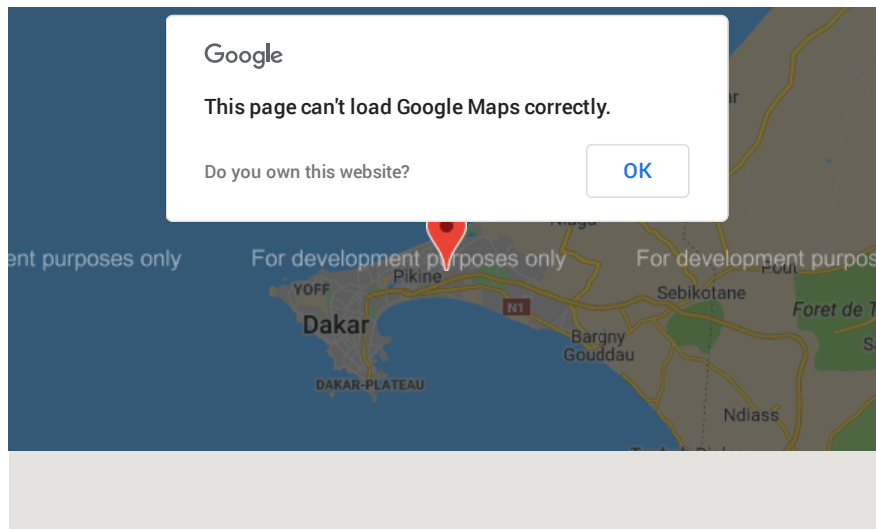 Google
This page can't load Google Maps correctly.
Do you own this website?
OK
ent purposes only
For development purposes only
For development purpos
Pikine
YOFF
Dakar
N1
DAKAR-PLATEAU
Sebikotane
Foret de T
Bargny
Gouddau
Ndiass